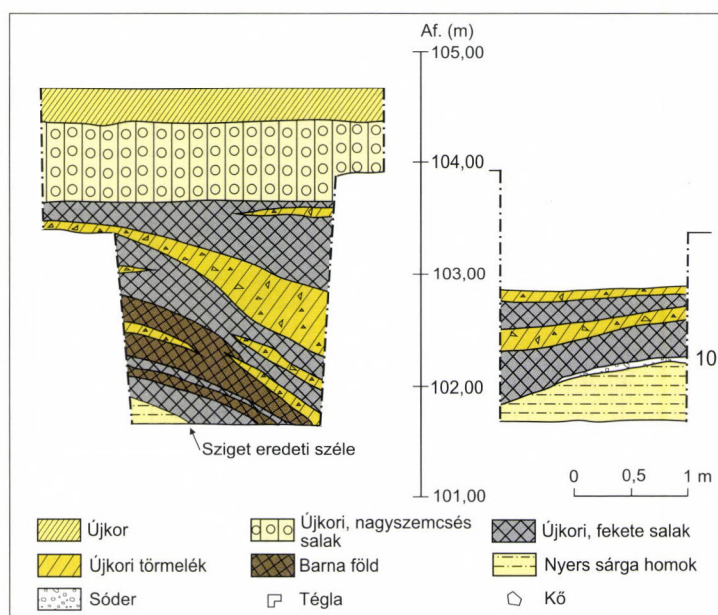 Af. (m)
105,00
104,00
103,00
102,00
101,00
10
Sziget eredeti széle
0 0,5 1 m
Újkor
Újkori, nagyszemcsés
salak
Újkori, fekete salak
Újkori törmelék
Barna föld
Nyers sárga homok
Sóder
Tégla
Kő